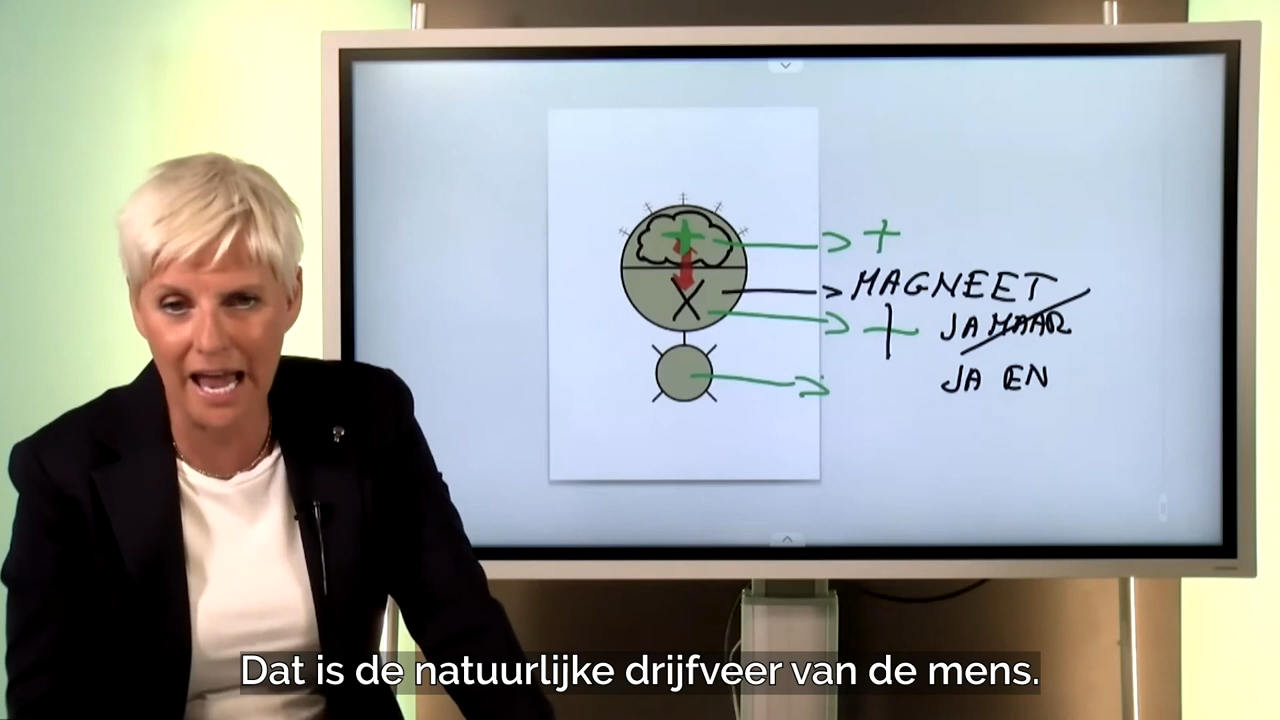 +
MAGNEET
+ JA MAAR
JA EN
X
Dat is de natuurlijke drijfveer van de mens.